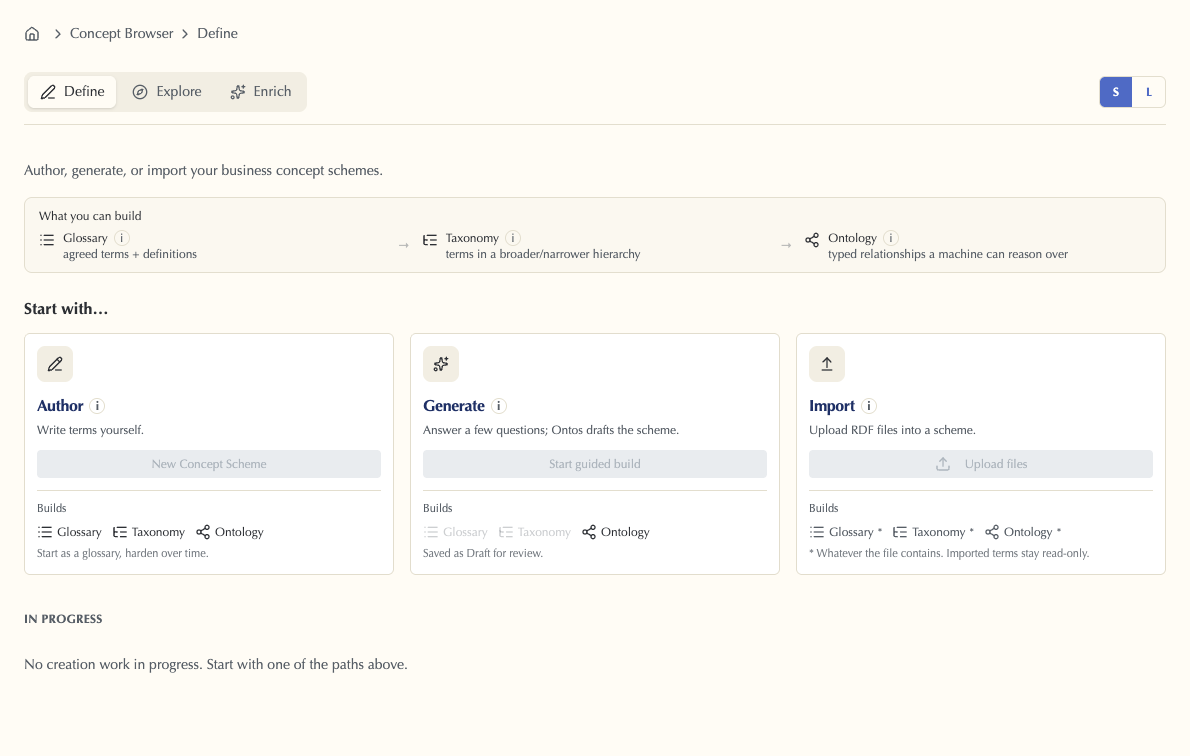 Concept Browser Define
Define Explore Enrich S L
Author, generate, or import your business concept schemes.
What you can build
Glossary i
agreed terms + definitions
→
Taxonomy i
terms in a broader/narrower hierarchy
→
Ontology i
typed relationships a machine can reason over
Start with...
Author i
Write terms yourself.
New Concept Scheme
Builds
Glossary Taxonomy Ontology
Start as a glossary, harden over time.
Generate i
Answer a few questions; Ontos drafts the scheme.
Start guided build
Builds
Glossary Taxonomy Ontology
Saved as Draft for review.
Import i
Upload RDF files into a scheme.
Upload files
Builds
Glossary * Taxonomy * Ontology *
* Whatever the file contains. Imported terms stay read-only.
IN PROGRESS
No creation work in progress. Start with one of the paths above.